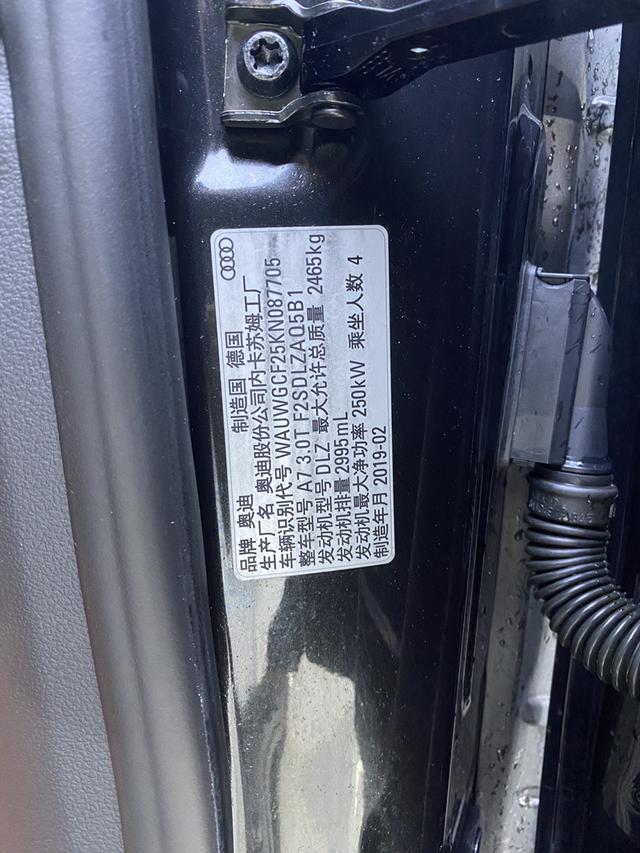 品牌 奥迪 制造国 德国
生产厂名 奥迪股份公司内卡苏姆工厂
车辆识别代号 WAUWGCF25KN087705
整车型号 A7 3.0T F2SDLZA05B1
发动机型号 DLZ 最大允许总质量 2465kg
发动机排量 2995mL
发动机最大净功率 250kW 乘坐人数 4
制造年月 2019-02